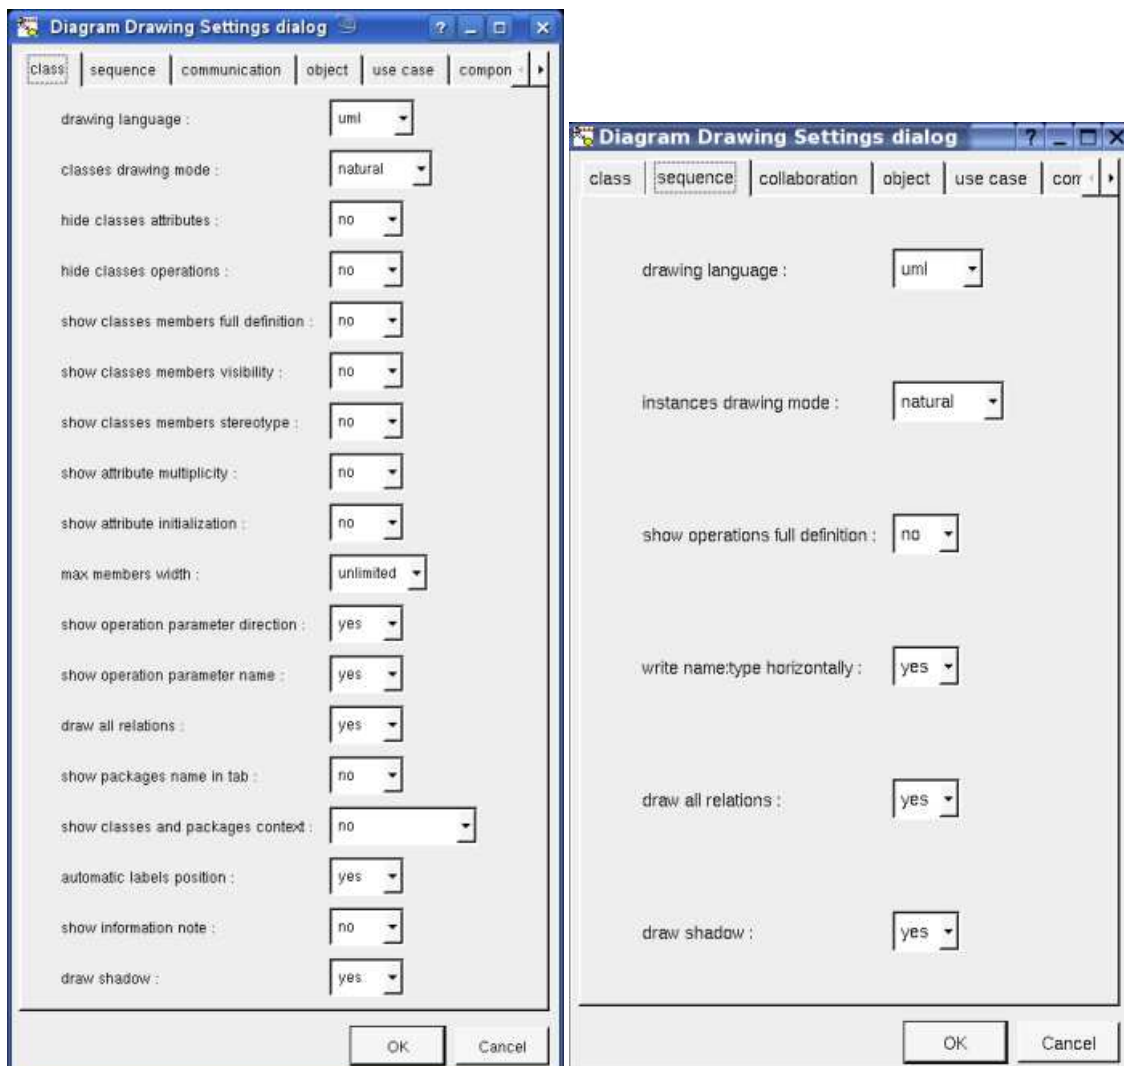 Diagram Drawing Settings dialog
class sequence communication object use case compon
drawing language : uml
classes drawing mode : natural
hide classes attributes : no
hide classes operations : no
show classes members full definition : no
show classes members visibility : no
show classes members stereotype : no
show attribute multiplicity : no
show attribute initialization : no
max members width : unlimited
show operation parameter direction : yes
show operation parameter name : yes
draw all relations : yes
show packages name in tab : no
show classes and packages context : no
automatic labels position : yes
show information note : no
draw shadow : yes
OK Cancel
Diagram Drawing Settings dialog
class sequence collaboration object use case com
drawing language : uml
instances drawing mode : natural
show operations full definition : no
write name:type horizontally : yes
draw all relations : yes
draw shadow : yes
OK Cancel